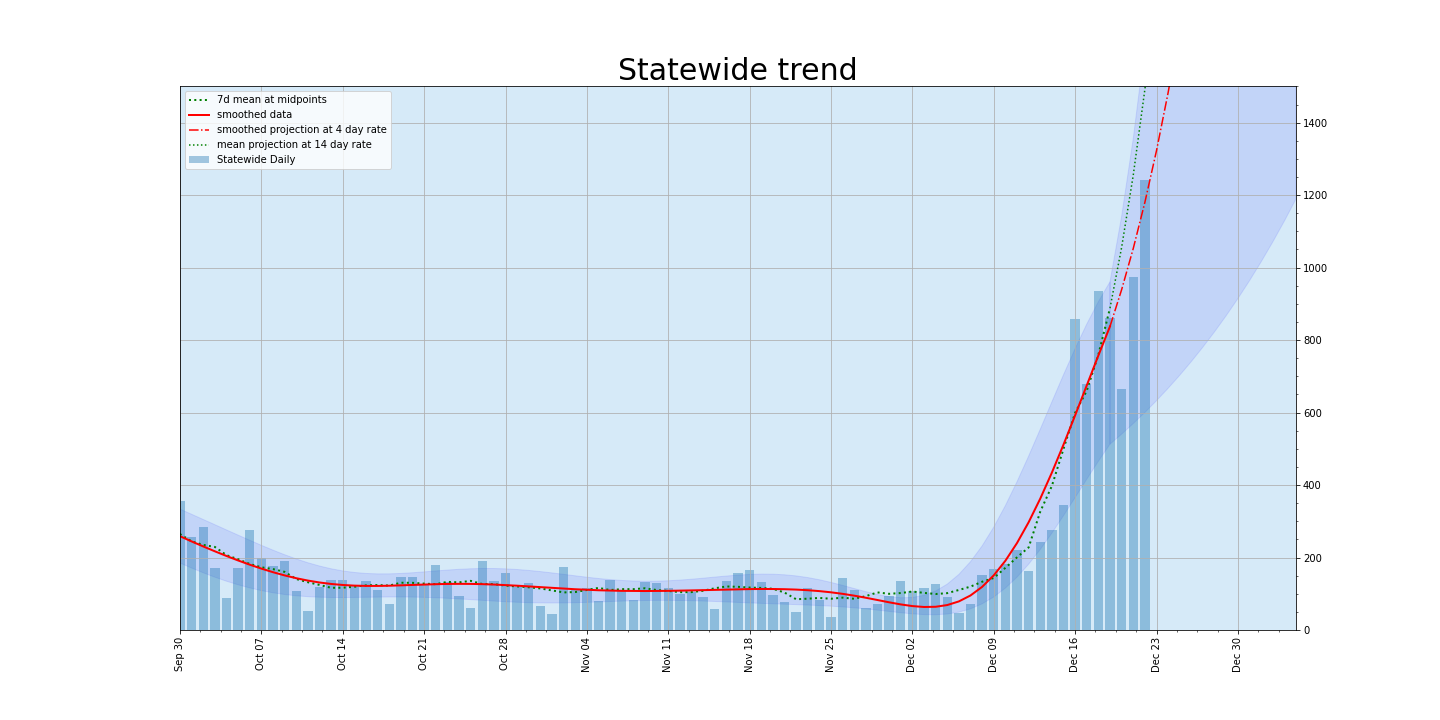 Statewide trend
7d mean at midpoints
smoothed data
smoothed projection at 4 day rate
mean projection at 14 day rate
Statewide Daily
1400
1200
1000
800
600
400
200
0
Sep 30
Oct 07
Oct 14
Oct 21
Oct 28
Nov 04
Nov 11
Nov 18
Nov 25
Dec 02
Dec 09
Dec 16
Dec 23
Dec 30